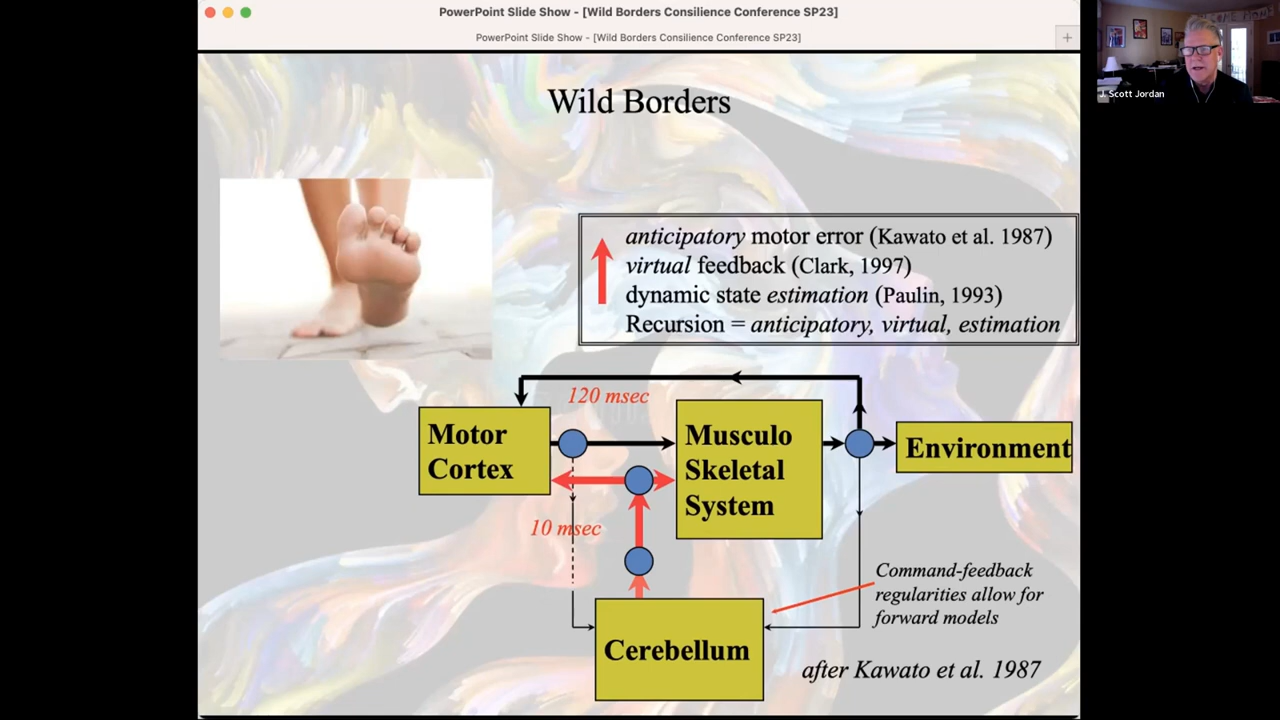 PowerPoint Slide Show - [Wild Borders Consilience Conference SP23]
PowerPoint Slide Show - [Wild Borders Consilience Conference SP23]
J. Scott Jordan
Wild Borders
anticipatory motor error (Kawato et al. 1987)
virtual feedback (Clark, 1997)
dynamic state estimation (Paulin, 1993)
Recursion = anticipatory, virtual, estimation
120 msec
Motor
Cortex
Musculo
Skeletal
System
Environment
10 msec
Command-feedback
regularities allow for
forward models
Cerebellum
after Kawato et al. 1987